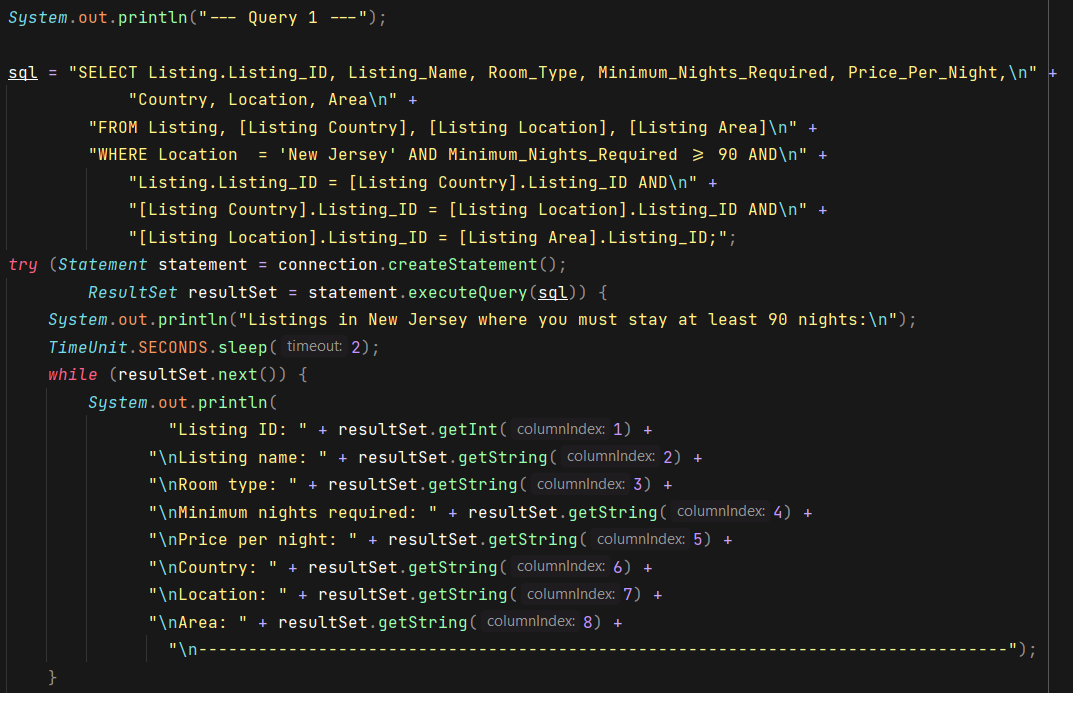 System.out.println("--- Query 1 ---");
sql = "SELECT Listing.Listing_ID, Listing_Name, Room_Type, Minimum_Nights_Required, Price_Per_Night,\n" +
"Country, Location, Area\n" +
"FROM Listing, [Listing Country], [Listing Location], [Listing Area]\n" +
"WHERE Location  = 'New Jersey' AND Minimum_Nights_Required ⩾ 90 AND\n" +
"Listing.Listing_ID = [Listing Country].Listing_ID AND\n" +
"[Listing Country].Listing_ID = [Listing Location].Listing_ID AND\n" +
"[Listing Location].Listing_ID = [Listing Area].Listing_ID;";
try (Statement statement = connection.createStatement();
ResultSet resultSet = statement.executeQuery(sql)) {
System.out.println("Listings in New Jersey where you must stay at least 90 nights:\n");
TimeUnit.SECONDS.sleep( timeout: 2);
while (resultSet.next()) {
System.out.println(
"Listing ID: " + resultSet.getInt( columnIndex: 1) +
"\nListing name: " + resultSet.getString( columnIndex: 2) +
"\nRoom type: " + resultSet.getString( columnIndex: 3) +
"\nMinimum nights required: " + resultSet.getString( columnIndex: 4) +
"\nPrice per night: " + resultSet.getString( columnIndex: 5) +
"\nCountry: " + resultSet.getString( columnIndex: 6) +
"\nLocation: " + resultSet.getString( columnIndex: 7) +
"\nArea: " + resultSet.getString( columnIndex: 8) +
"\n---------------------------------------------------------------------------------");
}